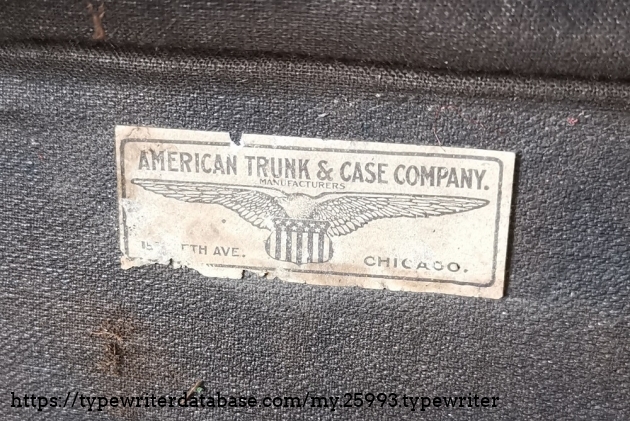 AMERICAN TRUNK & CASE COMPANY.
MANUFACTURERS
AVE.
CHICAGO.
https://typewriterdatabase.com/my.25993.typewriter